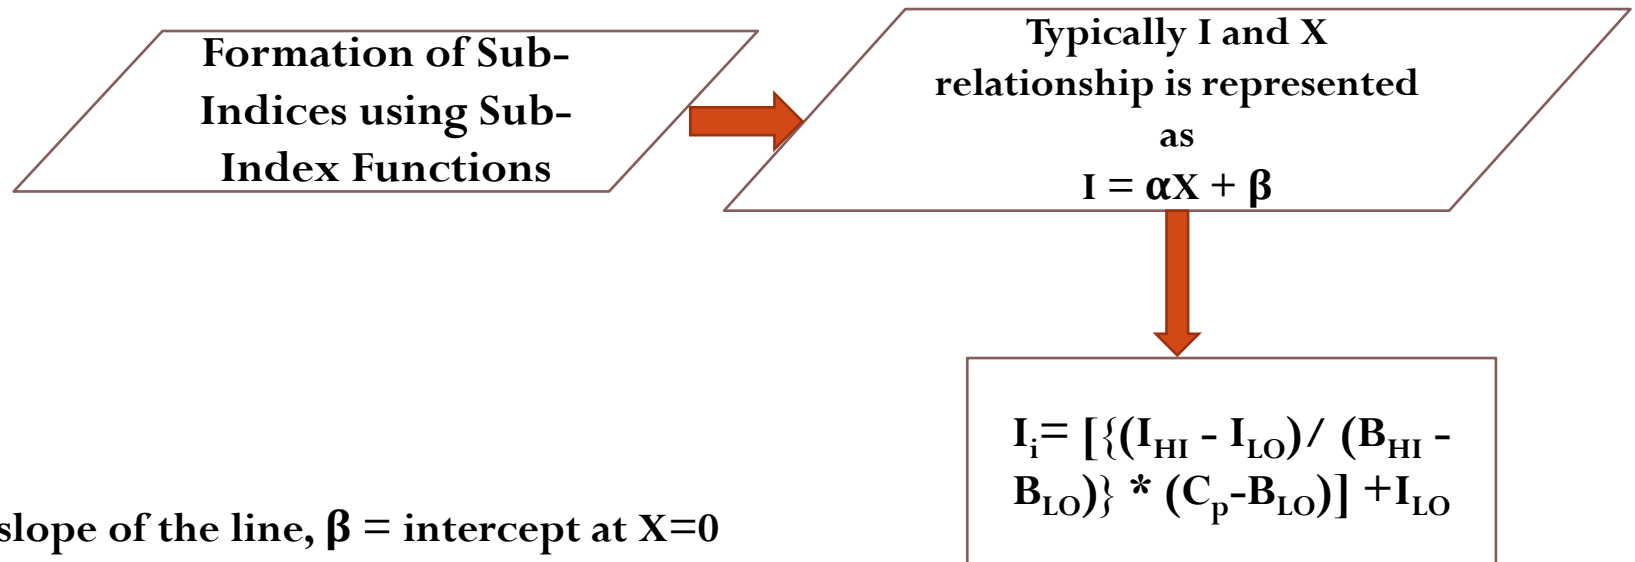 Formation of Sub-
Indices using Sub-
Index Functions
Typically I and X
relationship is represented
as
I = αX + β
I_i= [{(I_HI - I_LO)/ (B_HI -
B_LO)} * (C_p-B_LO)] +I_LO
slope of the line, β = intercept at X=0